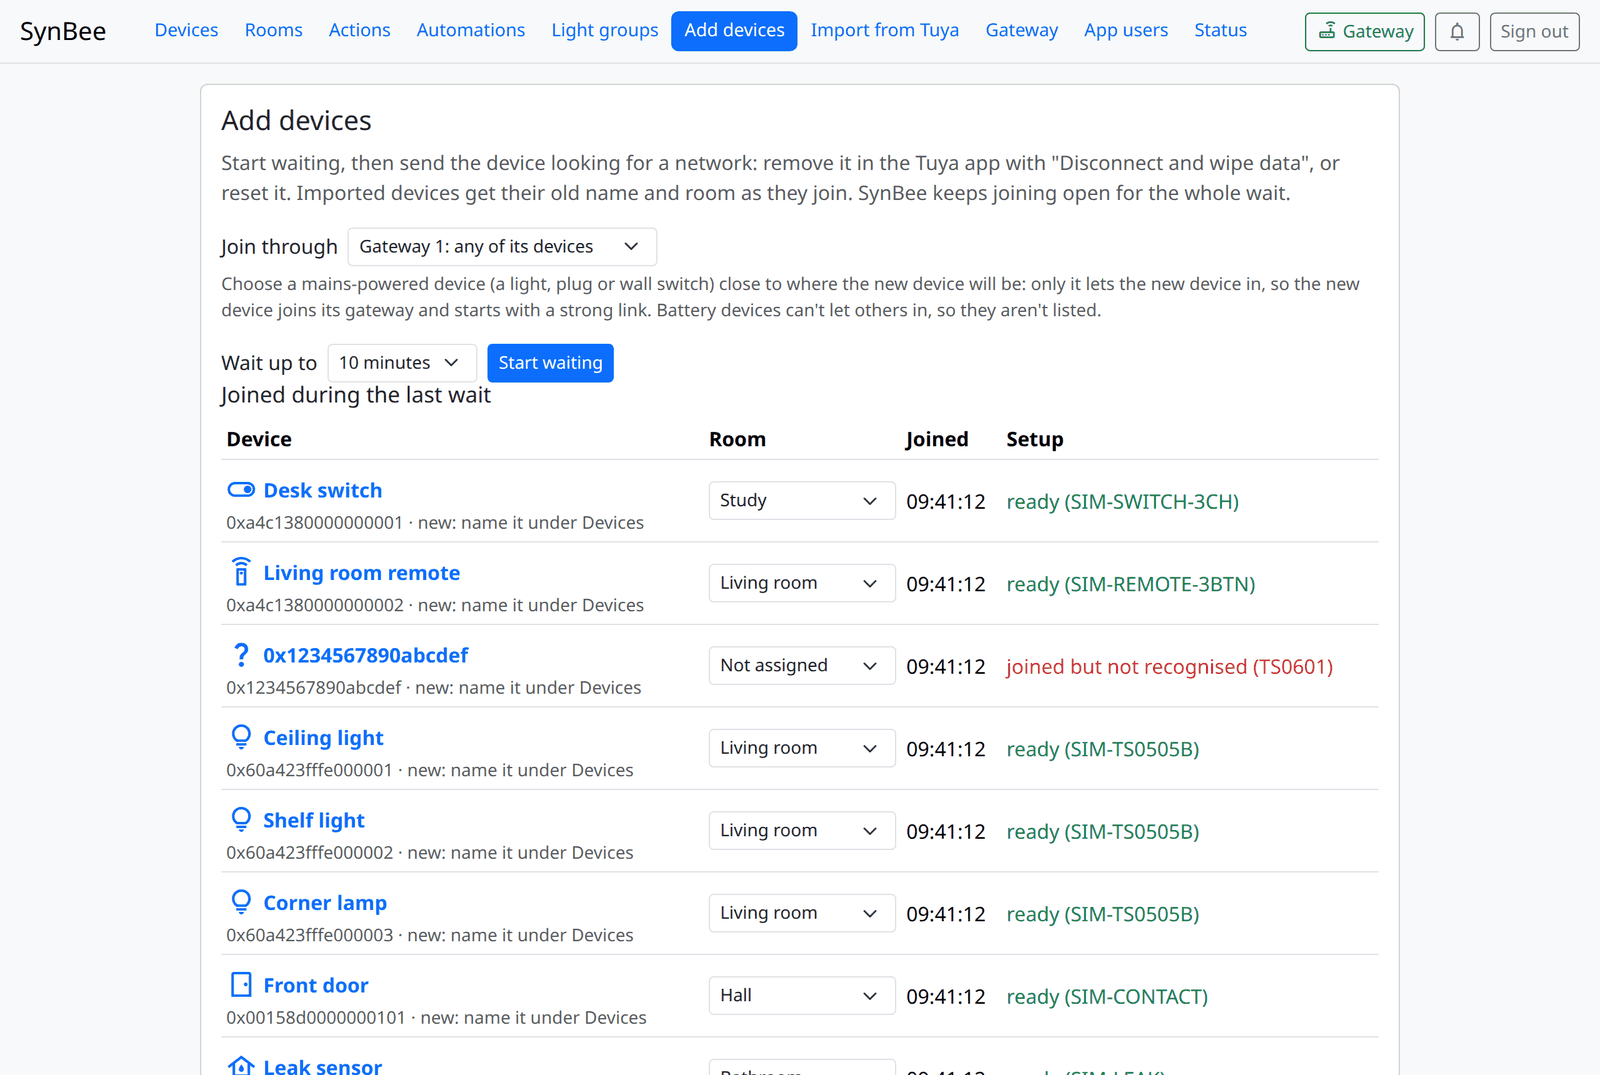 SynBee
Devices
Rooms
Actions
Automations
Light groups
Add devices
Import from Tuya
Gateway
App users
Status
Gateway
Sign out
Add devices
Start waiting, then send the device looking for a network: remove it in the Tuya app with "Disconnect and wipe data", or
reset it. Imported devices get their old name and room as they join. SynBee keeps joining open for the whole wait.
Join through Gateway 1: any of its devices
Choose a mains-powered device (a light, plug or wall switch) close to where the new device will be: only it lets the new device in, so the new
device joins its gateway and starts with a strong link. Battery devices can't let others in, so they aren't listed.
Wait up to 10 minutes Start waiting
Joined during the last wait
Device Room Joined Setup
Desk switch
0xa4c1380000000001 · new: name it under Devices
Study 09:41:12 ready (SIM-SWITCH-3CH)
Living room remote
0xa4c1380000000002 · new: name it under Devices
Living room 09:41:12 ready (SIM-REMOTE-3BTN)
0x1234567890abcdef
0x1234567890abcdef · new: name it under Devices
Not assigned 09:41:12 joined but not recognised (TS0601)
Ceiling light
0x60a423fffe000001 · new: name it under Devices
Living room 09:41:12 ready (SIM-TS0505B)
Shelf light
0x60a423fffe000002 · new: name it under Devices
Living room 09:41:12 ready (SIM-TS0505B)
Corner lamp
0x60a423fffe000003 · new: name it under Devices
Living room 09:41:12 ready (SIM-TS0505B)
Front door
0x00158d0000000101 · new: name it under Devices
Hall 09:41:12 ready (SIM-CONTACT)
Leak sensor